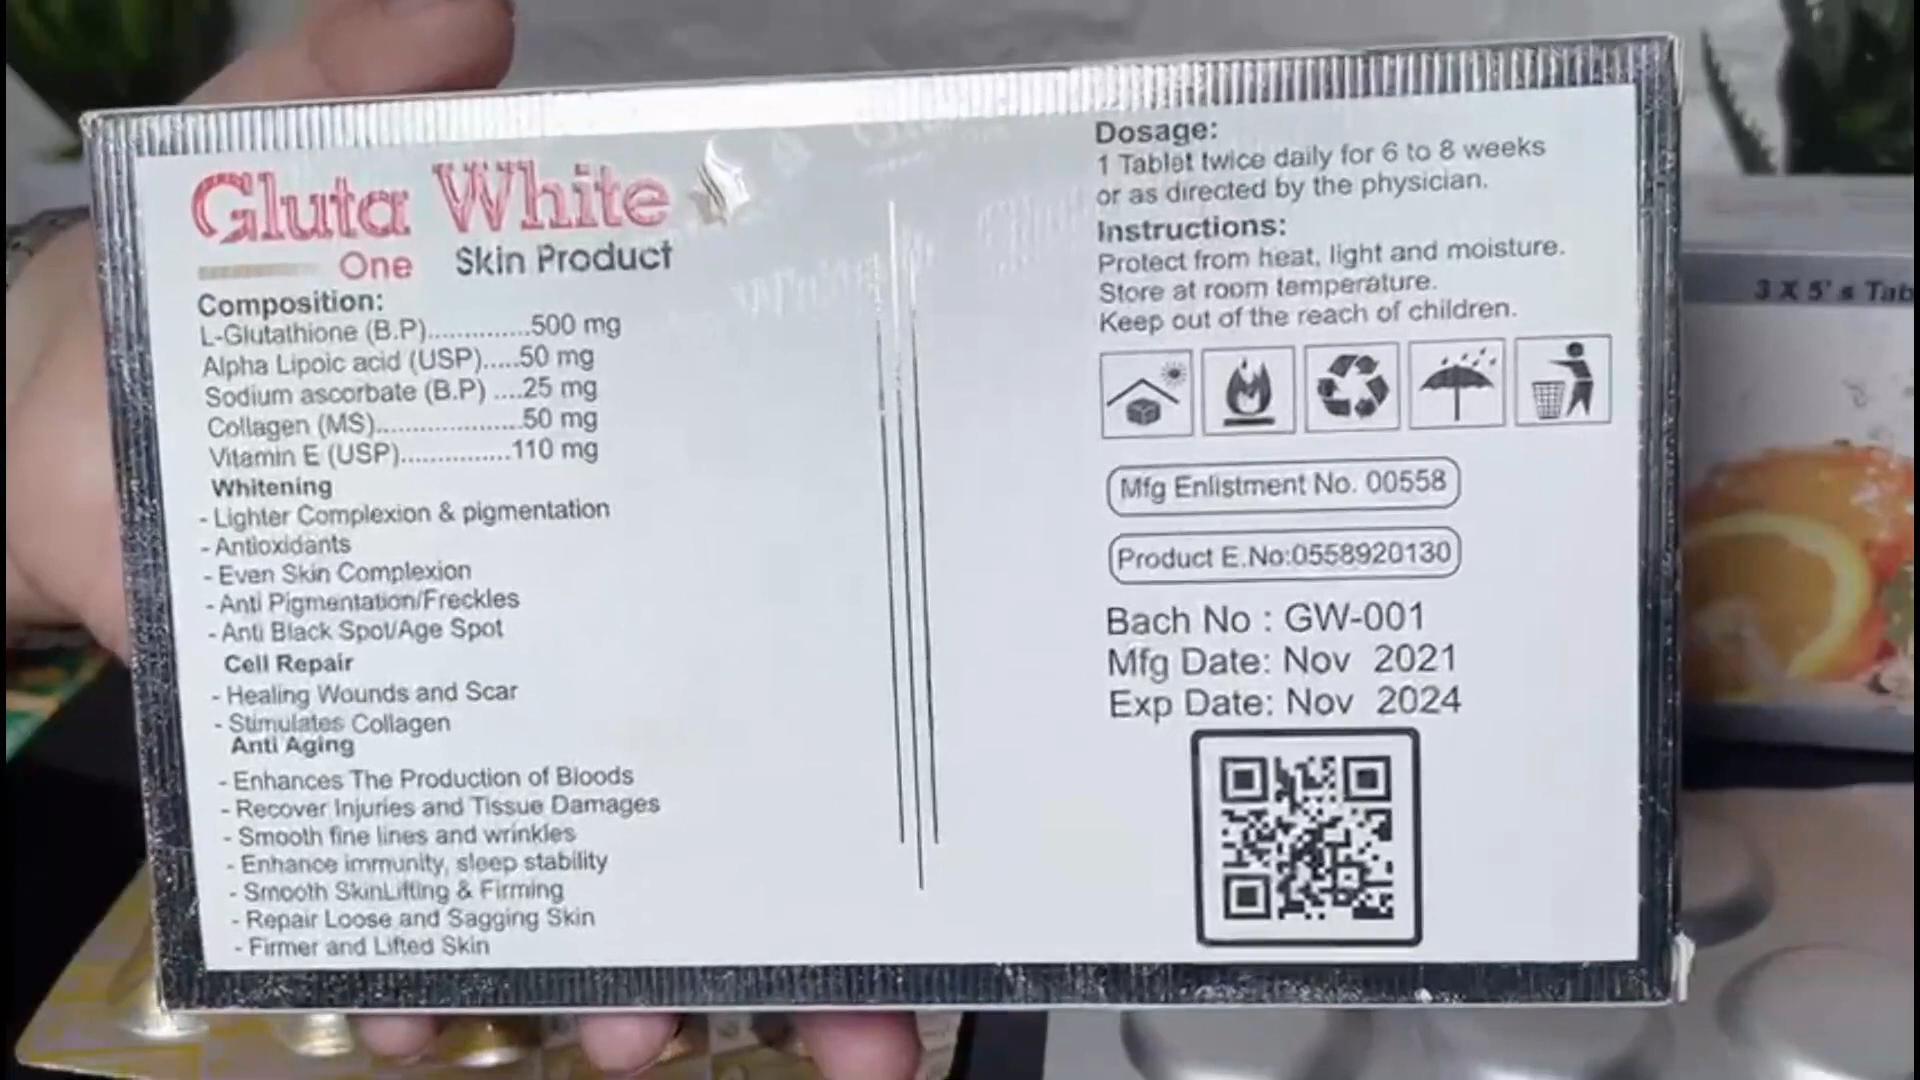 Gluta White
One Skin Product
Composition:
L-Glutathione (B.P)..............500 mg
Alpha Lipoic acid (USP).....50 mg
Sodium ascorbate (B.P) ....25 mg
Collagen (MS)....................50 mg
Vitamin E (USP)...............110 mg
Whitening
- Lighter Complexion & pigmentation
- Antioxidants
- Even Skin Complexion
- Anti Pigmentation/Freckles
- Anti Black Spot/Age Spot
Cell Repair
- Healing Wounds and Scar
- Stimulates Collagen
Anti Aging
- Enhances The Production of Bloods
- Recover Injuries and Tissue Damages
- Smooth fine lines and wrinkles
- Enhance immunity, sleep stability
- Smooth SkinLifting & Firming
- Repair Loose and Sagging Skin
- Firmer and Lifted Skin
Dosage:
1 Tablet twice daily for 6 to 8 weeks
or as directed by the physician.
Instructions:
Protect from heat, light and moisture.
Store at room temperature.
Keep out of the reach of children.
Mfg Enlistment No. 00558
Product E.No:0558920130
Bach No : GW-001
Mfg Date: Nov 2021
Exp Date: Nov 2024
3 X 5's Tab